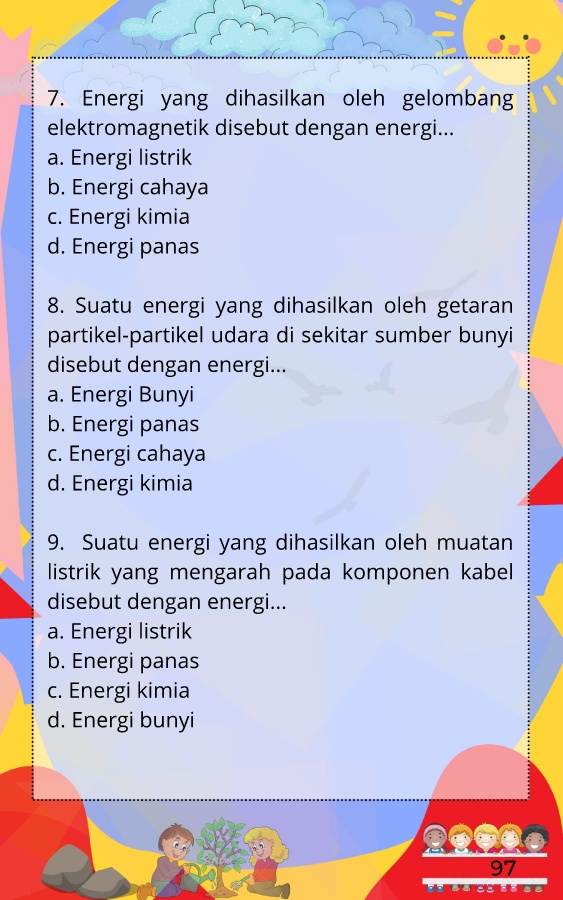 7. Energi yang dihasilkan oleh gelombang
elektromagnetik disebut dengan energi...
a. Energi listrik
b. Energi cahaya
c. Energi kimia
d. Energi panas
8. Suatu energi yang dihasilkan oleh getaran
partikel-partikel udara di sekitar sumber bunyi
disebut dengan energi...
a. Energi Bunyi
b. Energi panas
c. Energi cahaya
d. Energi kimia
9. Suatu energi yang dihasilkan oleh muatan
listrik yang mengarah pada komponen kabel
disebut dengan energi...
a. Energi listrik
b. Energi panas
c. Energi kimia
d. Energi bunyi
97